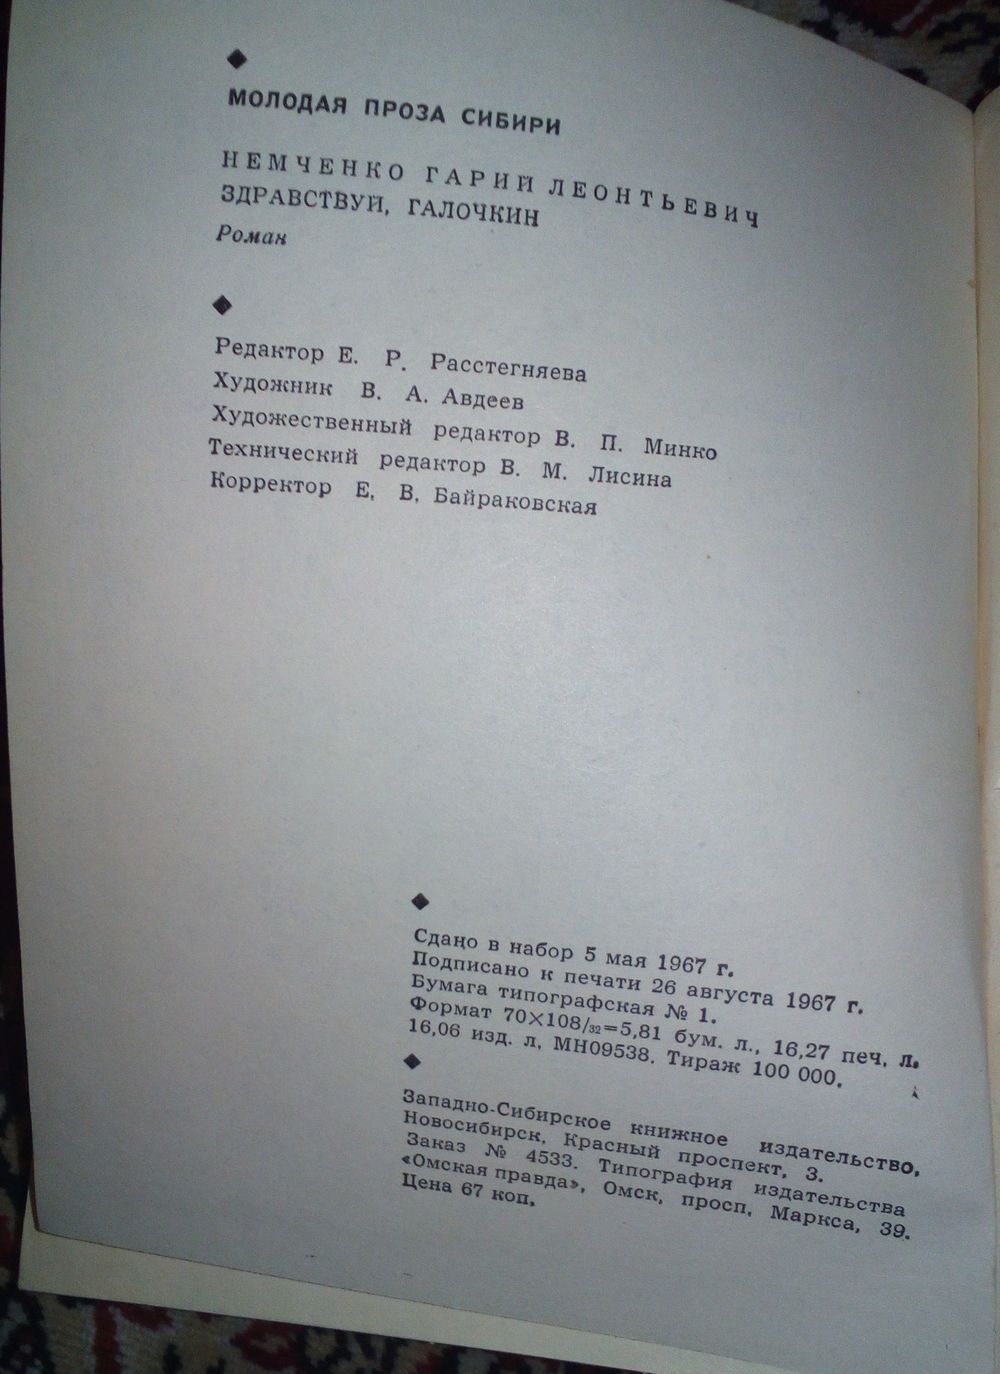 МОЛОДАЯ ПРОЗА СИБИРИ
НЕМЧЕНКО ГАРИЙ ЛЕОНТЬЕВИЧ
ЗДРАВСТВУЙ, ГАЛОЧКИН
Роман
Редактор Е. Р. Расстегняева
Художник В. А. Авдеев
Художественный редактор В. П. Минко
Технический редактор В. М. Лисина
Корректор Е. В. Байраковская
Сдано в набор 5 мая 1967 г.
Подписано к печати 26 августа 1967 г.
Бумага типографская № 1.
Формат 70×108/32=5,81 бум. л., 16,27 печ. л.
16,06 изд. л. МН09538. Тираж 100 000.
Западно-Сибирское книжное издательство,
Новосибирск, Красный проспект, 3.
Заказ № 4533. Типография издательства
«Омская правда», Омск, просп. Маркса, 39.
Цена 67 коп.